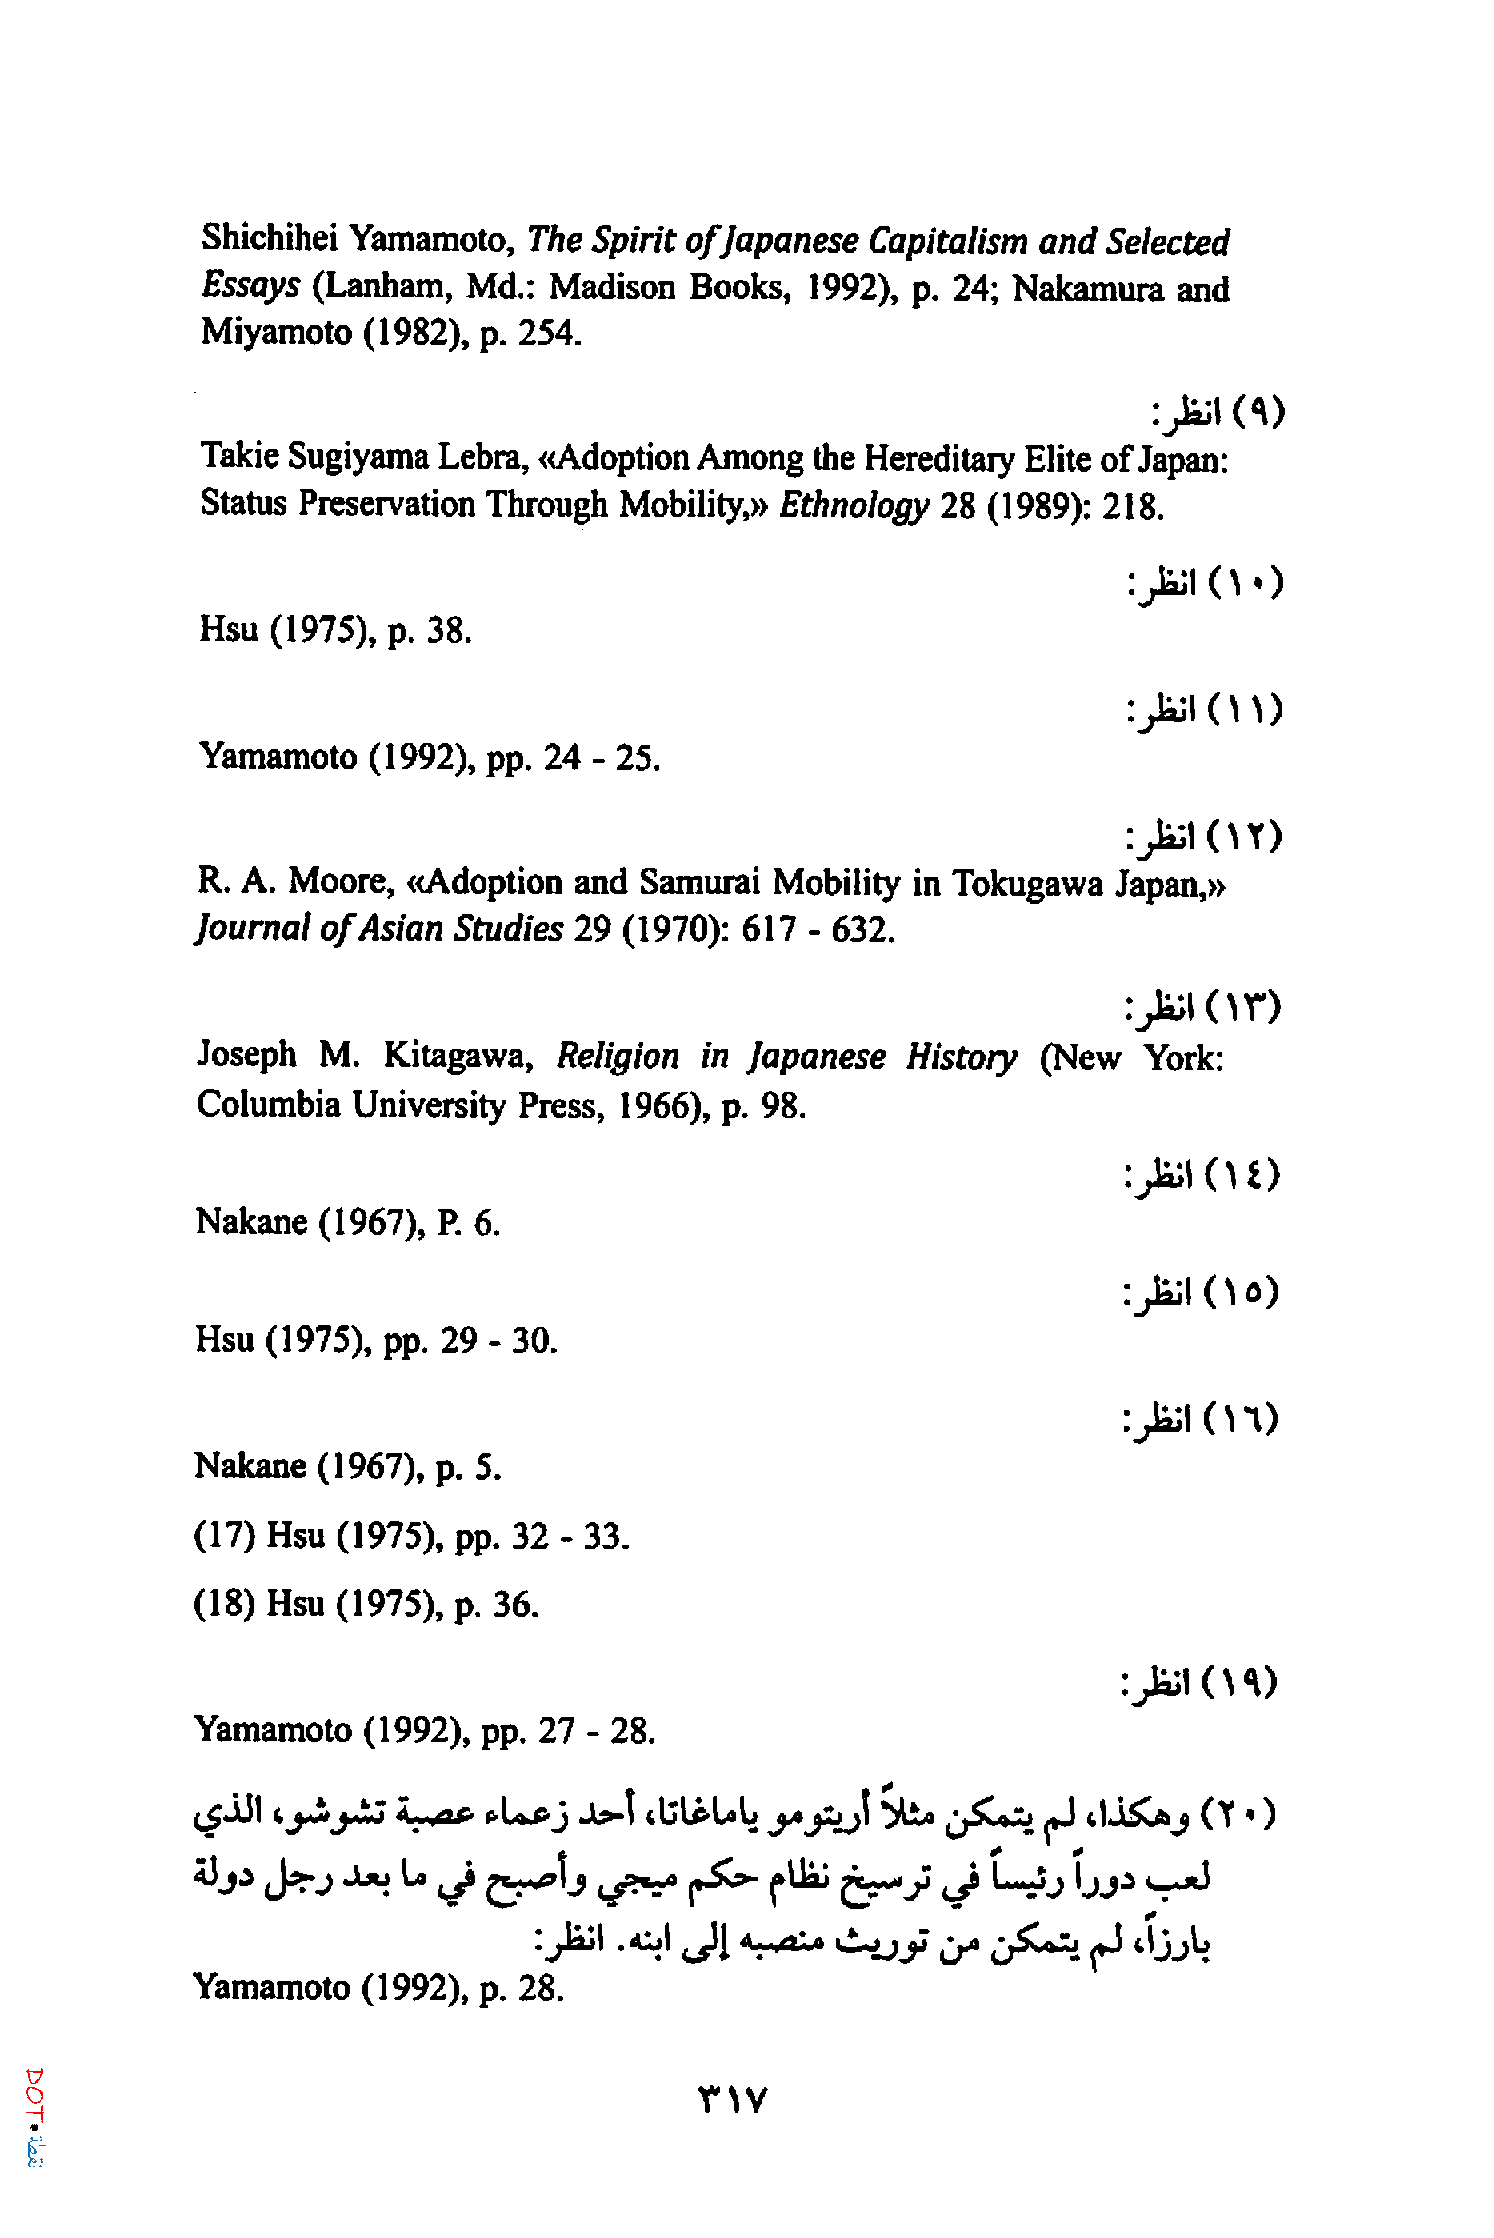 Shichihei Yamamoto, The Spirit of Japanese Capitalism and Selected
Essays (Lanham, Md.: Madison Books, 1992), p. 24; Nakamura and
Miyamoto (1982), p. 254.
(٩) انظر:
Takie Sugiyama Lebra, «Adoption Among the Hereditary Elite of Japan:
Status Preservation Through Mobility,» Ethnology 28 (1989): 218.
(١٠) انظر:
Hsu (1975), p. 38.
(١١) انظر:
Yamamoto (1992), pp. 24 - 25.
(١٢) انظر:
R. A. Moore, «Adoption and Samurai Mobility in Tokugawa Japan,»
Journal of Asian Studies 29 (1970): 617 - 632.
(١٣) انظر:
Joseph M. Kitagawa, Religion in Japanese History (New York:
Columbia University Press, 1966), p. 98.
(١٤) انظر:
Nakane (1967), P. 6.
(١٥) انظر:
Hsu (1975), pp. 29 - 30.
(١٦) انظر:
Nakane (1967), p. 5.
(17) Hsu (1975), pp. 32 - 33.
(18) Hsu (1975), p. 36.
(١٩) انظر:
Yamamoto (1992), pp. 27 - 28.
(٢٠) وهكذا، لم يتمكن مثلاً أريتومو ياماغاتا، أحد زعماء عصبة تشوشو، الذي
لعب دوراً رئيساً في ترسيخ نظام حكم ميجي وأصبح في ما بعد رجل دولة
بارزاً، لم يتمكن من توريث منصبه إلى ابنه. انظر:
Yamamoto (1992), p. 28.
٣١٧
DOT • نقطة